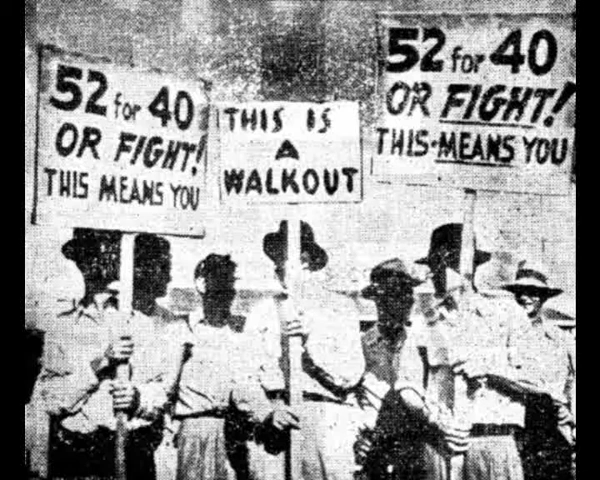 52 for 40
OR FIGHT!
THIS MEANS YOU
THIS IS
A
WALKOUT
52 for 40
OR FIGHT!
THIS MEANS YOU